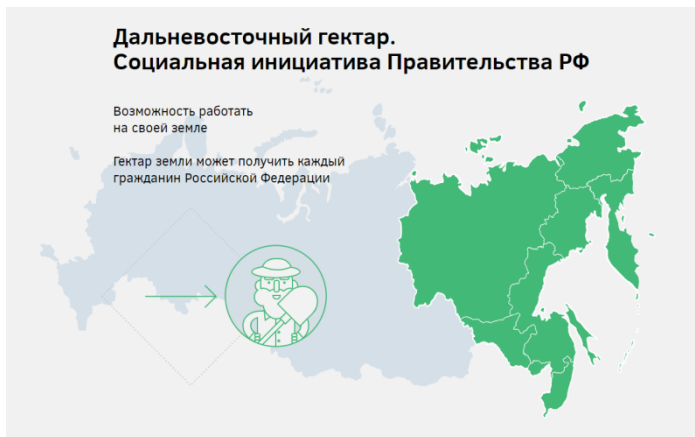 Дальневосточный гектар.
Социальная инициатива Правительства РФ
Возможность работать
на своей земле
Гектар земли может получить каждый
гражданин Российской Федерации